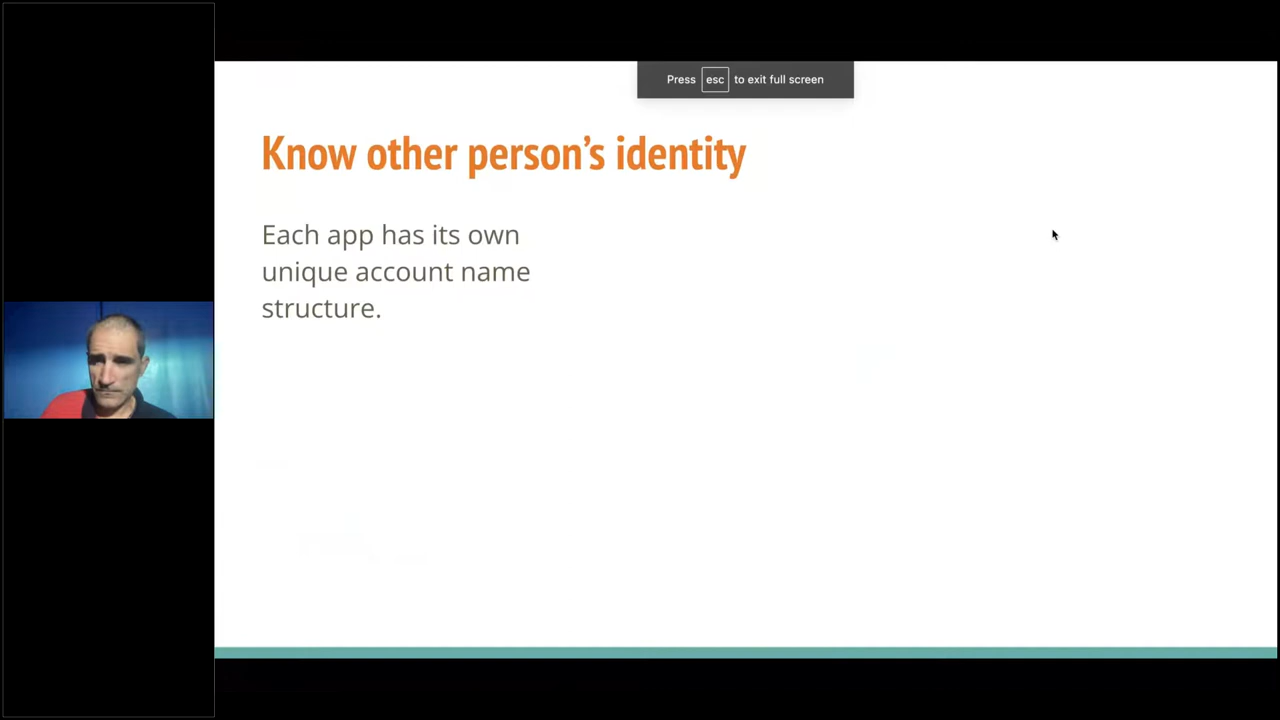 Press esc to exit full screen
Know other person's identity
Each app has its own
unique account name
structure.